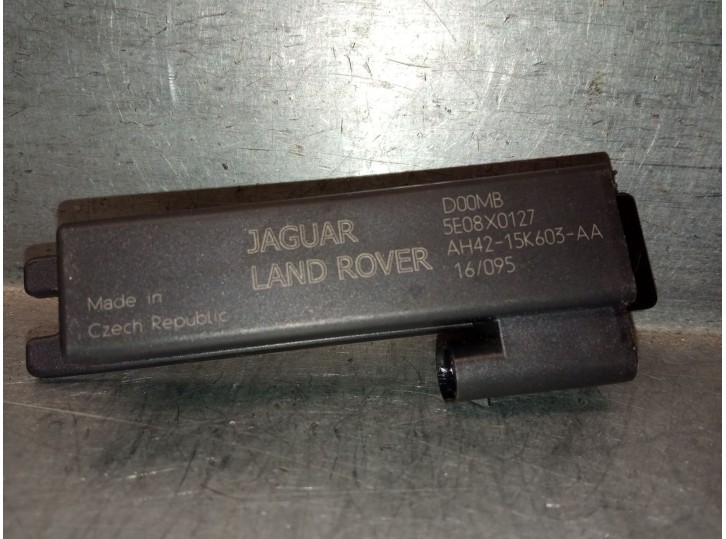 JAGUAR
LAND ROVER
D00MB
5E08X0127
AH42-15K603-AA
16/095
Made in
Czech Republic